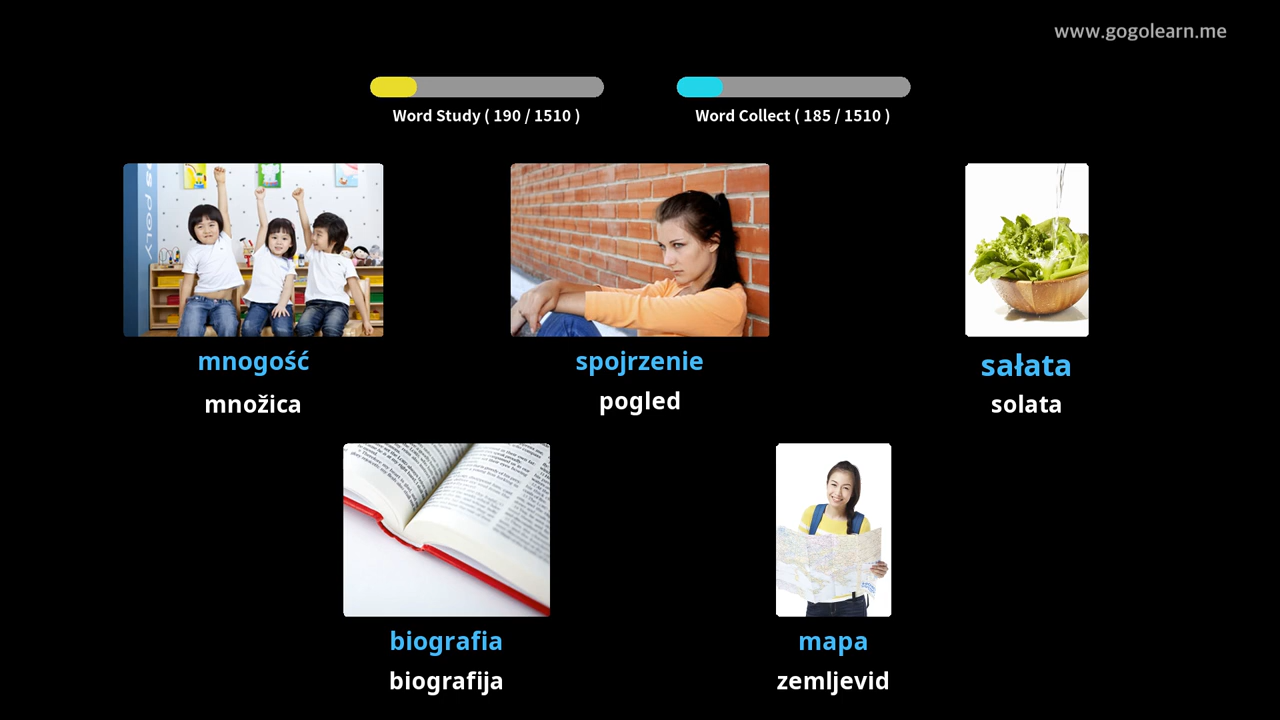 www.gogolearn.me
Word Study ( 190 / 1510 )
Word Collect ( 185 / 1510 )
mnogość
množica
spojrzenie
pogled
sałata
solata
biografia
biografija
mapa
zemljevid